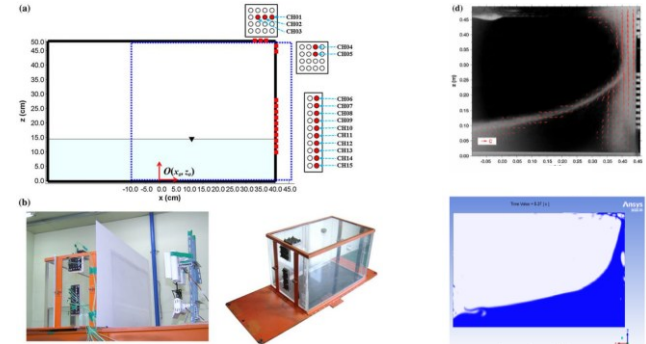 (a)
CH01
CH02
CH03
CH04
CH05
CH06
CH07
CH08
CH09
CH10
CH11
CH12
CH13
CH14
CH15
50.0
45.0
40.0
35.0
30.0
25.0
20.0
15.0
10.0
5.0
0.0
z (cm)
O(x₀, z₀)
-10.0 -5.0 0.0 5.0 10.0 15.0 20.0 25.0 30.0 35.0 40.0 45.0
x (cm)
(b)
(d)
0.45
0.40
0.35
0.30
0.25
0.20
0.15
0.10
0.05
z (m)
-0.05 0.00 0.05 0.10 0.15 0.20 0.25 0.30 0.35 0.40 0.45
Ansys